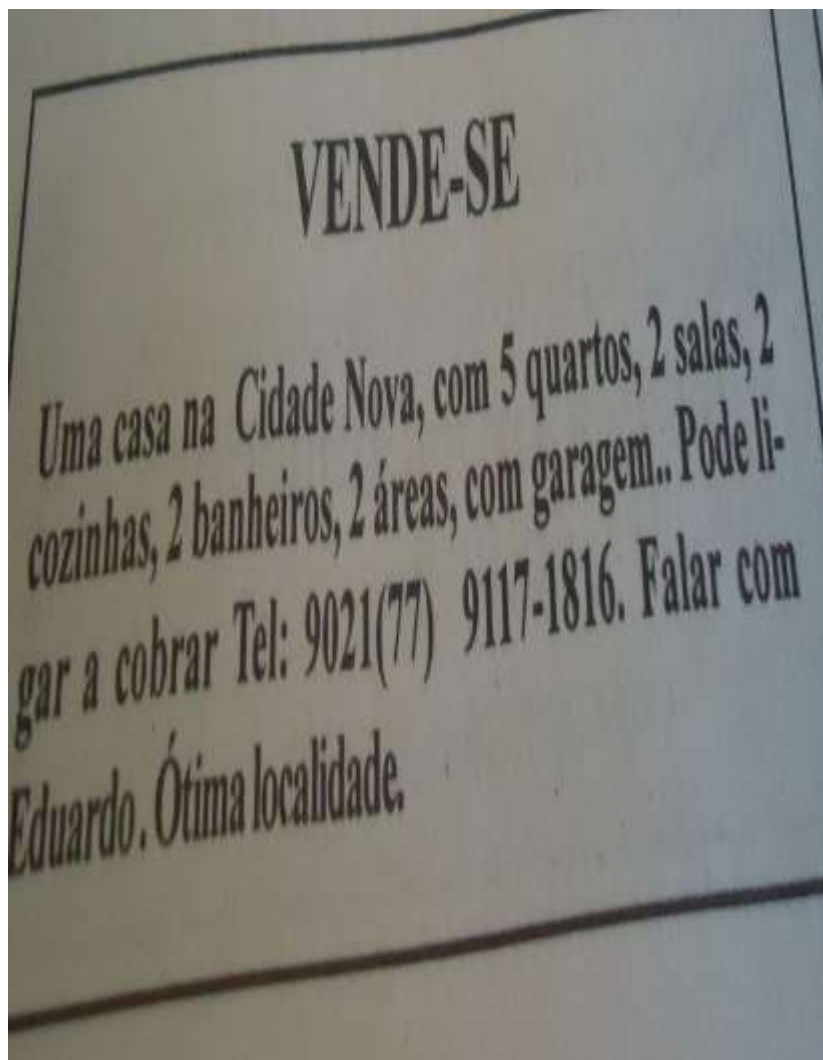 VENDE-SE
Uma casa na Cidade Nova, com 5 quartos, 2 salas, 2
cozinhas, 2 banheiros, 2 áreas, com garagem.. Pode li-
gar a cobrar Tel: 9021(77) 9117-1816. Falar com
Eduardo. Ótima localidade.